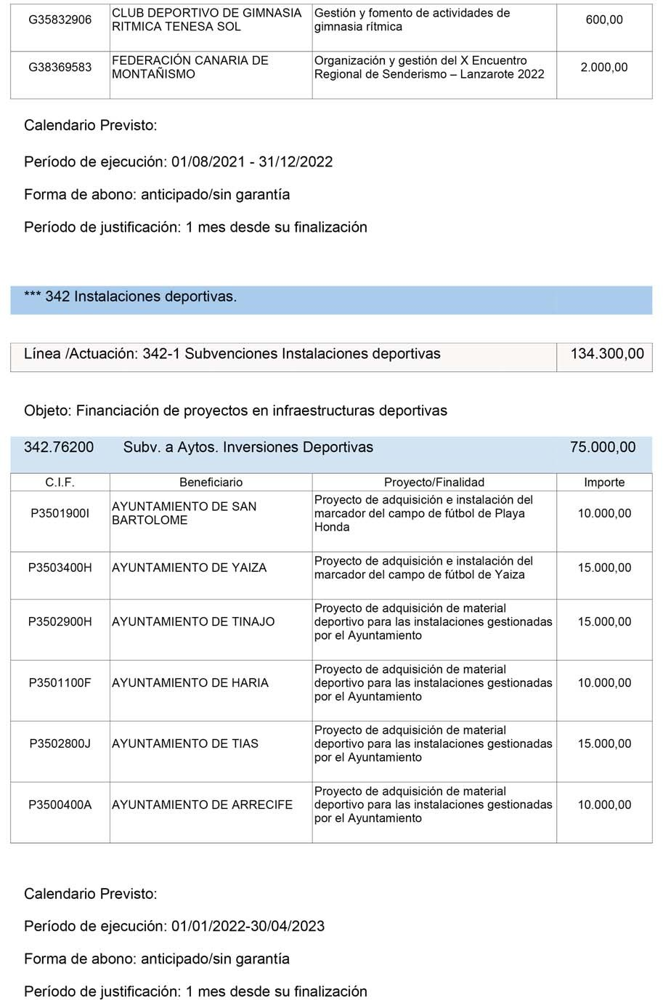 G35832906 CLUB DEPORTIVO DE GIMNASIA RITMICA TENESA SOL Gestión y fomento de actividades de gimnasia rítmica 600,00
G38369583 FEDERACIÓN CANARIA DE MONTAÑISMO Organización y gestión del X Encuentro Regional de Senderismo – Lanzarote 2022 2.000,00
Calendario Previsto:
Período de ejecución: 01/08/2021 - 31/12/2022
Forma de abono: anticipado/sin garantía
Período de justificación: 1 mes desde su finalización
*** 342 Instalaciones deportivas.
Línea /Actuación: 342-1 Subvenciones Instalaciones deportivas 134.300,00
Objeto: Financiación de proyectos en infraestructuras deportivas
342.76200 Subv. a Aytos. Inversiones Deportivas 75.000,00
C.I.F. Beneficiario Proyecto/Finalidad Importe
P3501900I AYUNTAMIENTO DE SAN BARTOLOME Proyecto de adquisición e instalación del marcador del campo de fútbol de Playa Honda 10.000,00
P3503400H AYUNTAMIENTO DE YAIZA Proyecto de adquisición e instalación del marcador del campo de fútbol de Yaiza 15.000,00
P3502900H AYUNTAMIENTO DE TINAJO Proyecto de adquisición de material deportivo para las instalaciones gestionadas por el Ayuntamiento 15.000,00
P3501100F AYUNTAMIENTO DE HARIA Proyecto de adquisición de material deportivo para las instalaciones gestionadas por el Ayuntamiento 10.000,00
P3502800J AYUNTAMIENTO DE TIAS Proyecto de adquisición de material deportivo para las instalaciones gestionadas por el Ayuntamiento 15.000,00
P3500400A AYUNTAMIENTO DE ARRECIFE Proyecto de adquisición de material deportivo para las instalaciones gestionadas por el Ayuntamiento 10.000,00
Calendario Previsto:
Período de ejecución: 01/01/2022-30/04/2023
Forma de abono: anticipado/sin garantía
Período de justificación: 1 mes desde su finalización